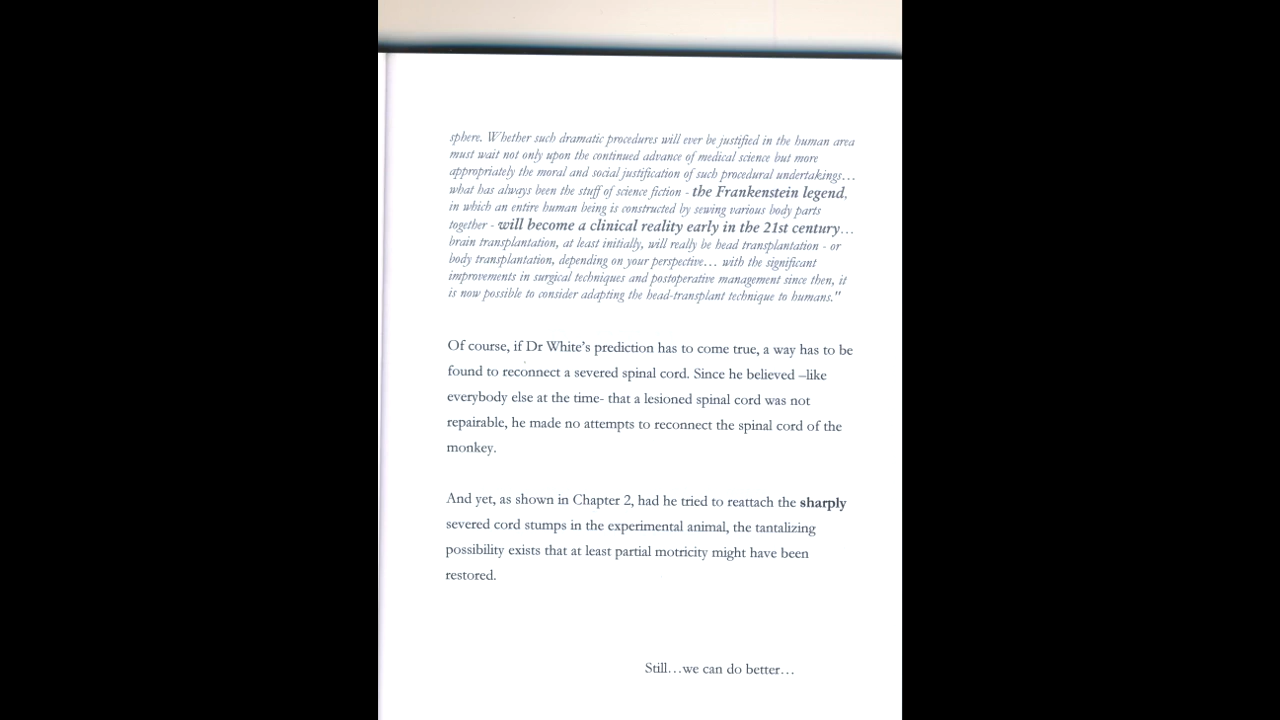 sphere. Whether such dramatic procedures will ever be justified in the human area
must wait not only upon the continued advance of medical science but more
appropriately the moral and social justification of such procedural undertakings…
what has always been the stuff of science fiction - the Frankenstein legend,
in which an entire human being is constructed by sewing various body parts
together - will become a clinical reality early in the 21st century…
brain transplantation, at least initially, will really be head transplantation - or
body transplantation, depending on your perspective… with the significant
improvements in surgical techniques and postoperative management since then, it
is now possible to consider adapting the head-transplant technique to humans."
Of course, if Dr White's prediction has to come true, a way has to be
found to reconnect a severed spinal cord. Since he believed –like
everybody else at the time- that a lesioned spinal cord was not
repairable, he made no attempts to reconnect the spinal cord of the
monkey.
And yet, as shown in Chapter 2, had he tried to reattach the sharply
severed cord stumps in the experimental animal, the tantalizing
possibility exists that at least partial motricity might have been
restored.
Still…we can do better…